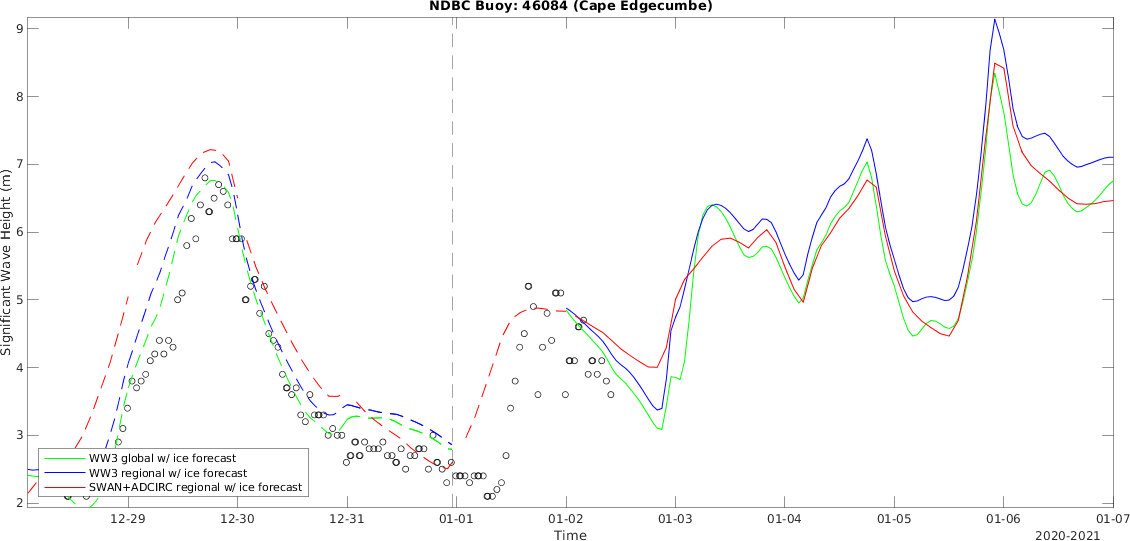 NDBC Buoy: 46084 (Cape Edgecumbe)
Significant Wave Height (m)
9
8
7
6
5
4
3
2
WW3 global w/ ice forecast
WW3 regional w/ ice forecast
SWAN+ADCIRC regional w/ ice forecast
12-29 12-30 12-31 01-01 01-02 01-03 01-04 01-05 01-06 01-07
Time
2020-2021